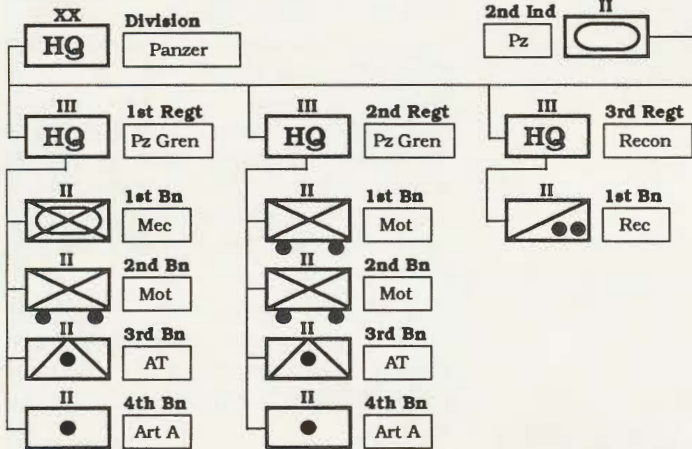 XX
Division
HQ
Panzer
2nd Ind
II
Pz
III
1st Regt
HQ
Pz Gren
III
2nd Regt
HQ
Pz Gren
III
3rd Regt
HQ
Recon
II
1st Bn
Mec
II
1st Bn
Mot
II
1st Bn
Rec
II
2nd Bn
Mot
II
2nd Bn
Mot
II
3rd Bn
AT
II
3rd Bn
AT
II
4th Bn
Art A
II
4th Bn
Art A